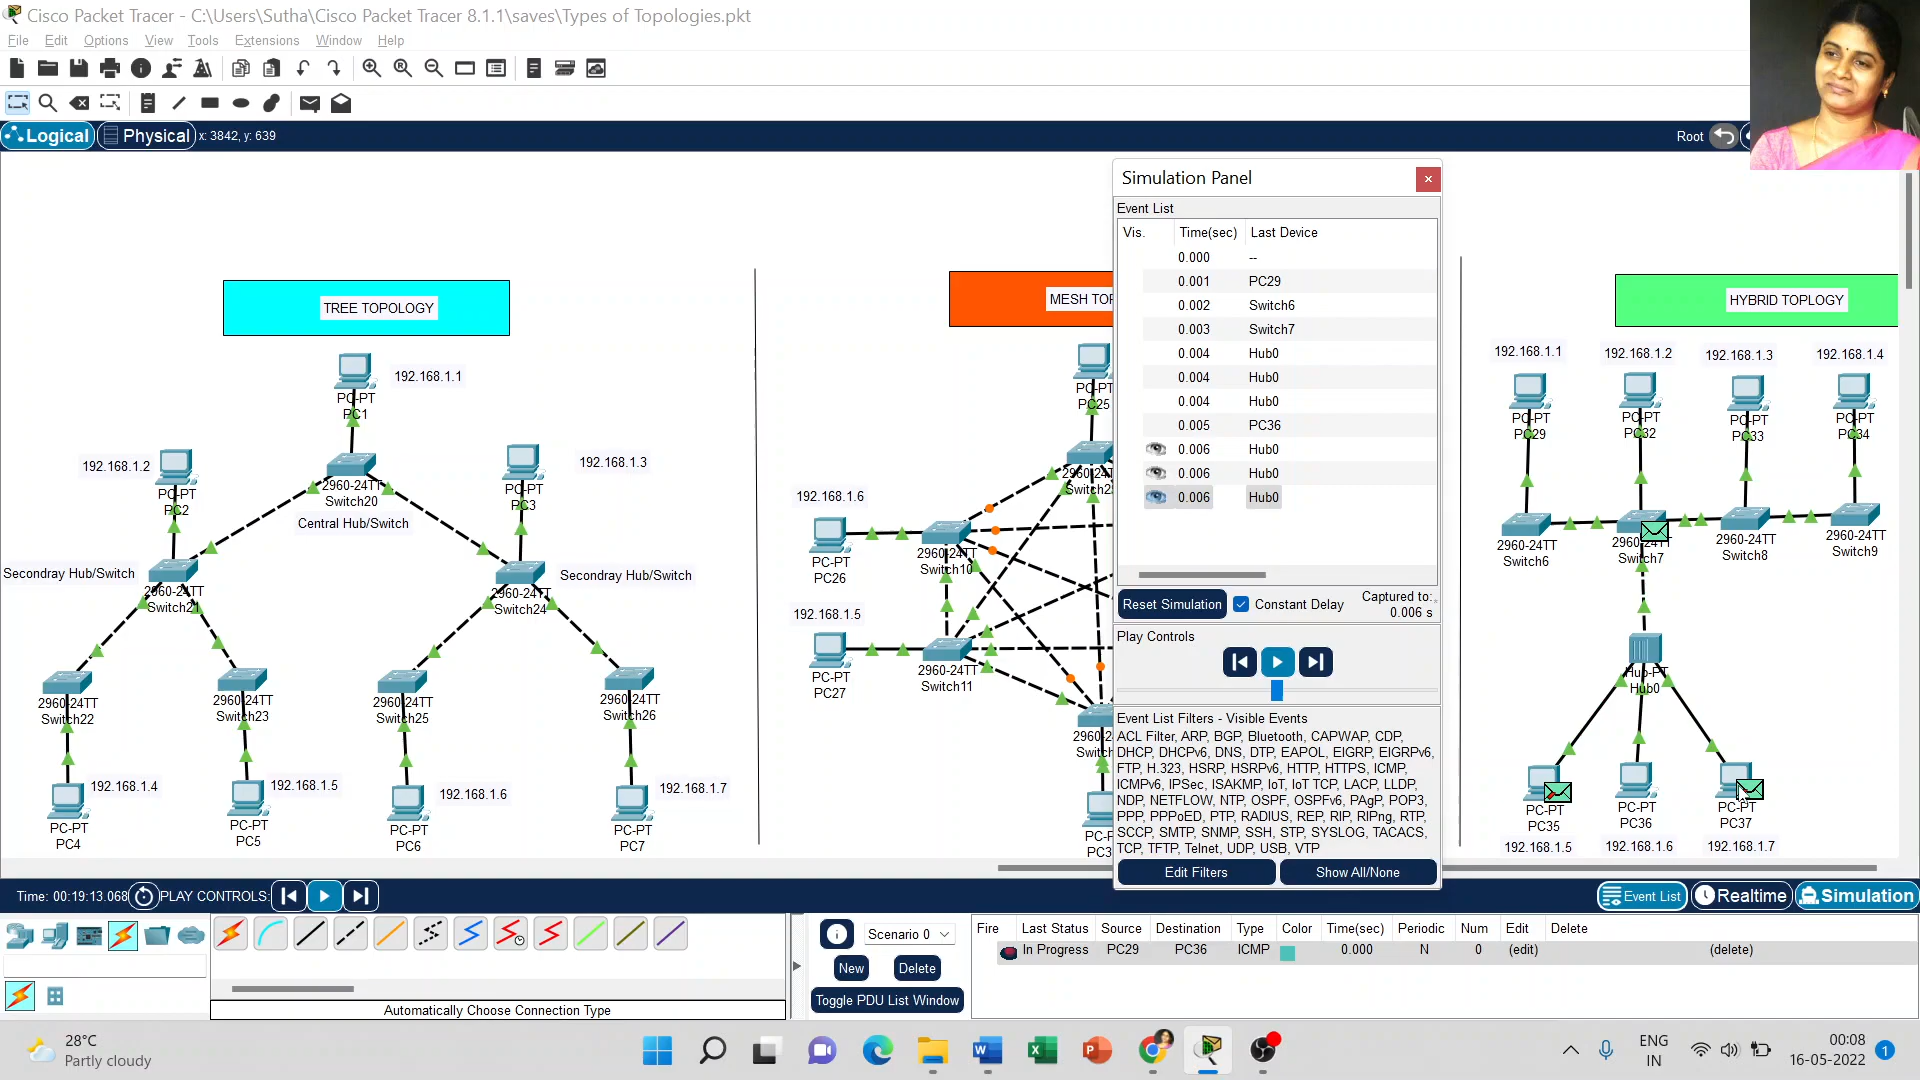 Cisco Packet Tracer - C:\Users\Sutha\Cisco Packet Tracer 8.1.1\saves\Types of Topologies.pkt
File Edit Options View Tools Extensions Window Help
Logical Physical x: 3842, y: 639 Root
TREE TOPOLOGY
192.168.1.1
PC-PT
PC1
192.168.1.2
PC-PT
PC2
192.168.1.3
PC-PT
PC3
2960-24TT
Switch20
Central Hub/Switch
Secondray Hub/Switch
2960-24TT
Switch21
Secondray Hub/Switch
2960-24TT
Switch24
2960-24TT
Switch22
2960-24TT
Switch23
2960-24TT
Switch25
2960-24TT
Switch26
192.168.1.4
PC-PT
PC4
192.168.1.5
PC-PT
PC5
192.168.1.6
PC-PT
PC6
192.168.1.7
PC-PT
PC7
MESH TOP
PC-PT
PC25
2960-24T
Switch2
192.168.1.6
PC-PT
PC26
2960-24TT
Switch10
192.168.1.5
PC-PT
PC27
2960-24TT
Switch11
2960-2
Switch
PC-P
PC3
Simulation Panel
Event List
Vis. Time(sec) Last Device
0.000 --
0.001 PC29
0.002 Switch6
0.003 Switch7
0.004 Hub0
0.004 Hub0
0.004 Hub0
0.005 PC36
0.006 Hub0
0.006 Hub0
0.006 Hub0
Reset Simulation Constant Delay Captured to:
0.006 s
Play Controls
Event List Filters - Visible Events
ACL Filter, ARP, BGP, Bluetooth, CAPWAP, CDP,
DHCP, DHCPv6, DNS, DTP, EAPOL, EIGRP, EIGRPv6,
FTP, H.323, HSRP, HSRPv6, HTTP, HTTPS, ICMP,
ICMPv6, IPSec, ISAKMP, IoT, IoT TCP, LACP, LLDP,
NDP, NETFLOW, NTP, OSPF, OSPFv6, PAgP, POP3,
PPP, PPPoED, PTP, RADIUS, REP, RIP, RIPng, RTP,
SCCP, SMTP, SNMP, SSH, STP, SYSLOG, TACACS,
TCP, TFTP, Telnet, UDP, USB, VTP
Edit Filters Show All/None
HYBRID TOPLOGY
192.168.1.1 192.168.1.2 192.168.1.3 192.168.1.4
PC-PT
PC29
PC-PT
PC32
PC-PT
PC33
PC-PT
PC34
2960-24TT
Switch6
2960-24TT
Switch7
2960-24TT
Switch8
2960-24TT
Switch9
Hub-PT
Hub0
PC-PT
PC35
PC-PT
PC36
PC-PT
PC37
192.168.1.5 192.168.1.6 192.168.1.7
Time: 00:19:13.068 PLAY CONTROLS: Event List Realtime Simulation
Scenario 0
New Delete
Toggle PDU List Window
Automatically Choose Connection Type
Fire Last Status Source Destination Type Color Time(sec) Periodic Num Edit Delete
In Progress PC29 PC36 ICMP 0.000 N 0 (edit) (delete)
28°C
Partly cloudy
ENG
IN
00:08
16-05-2022
1